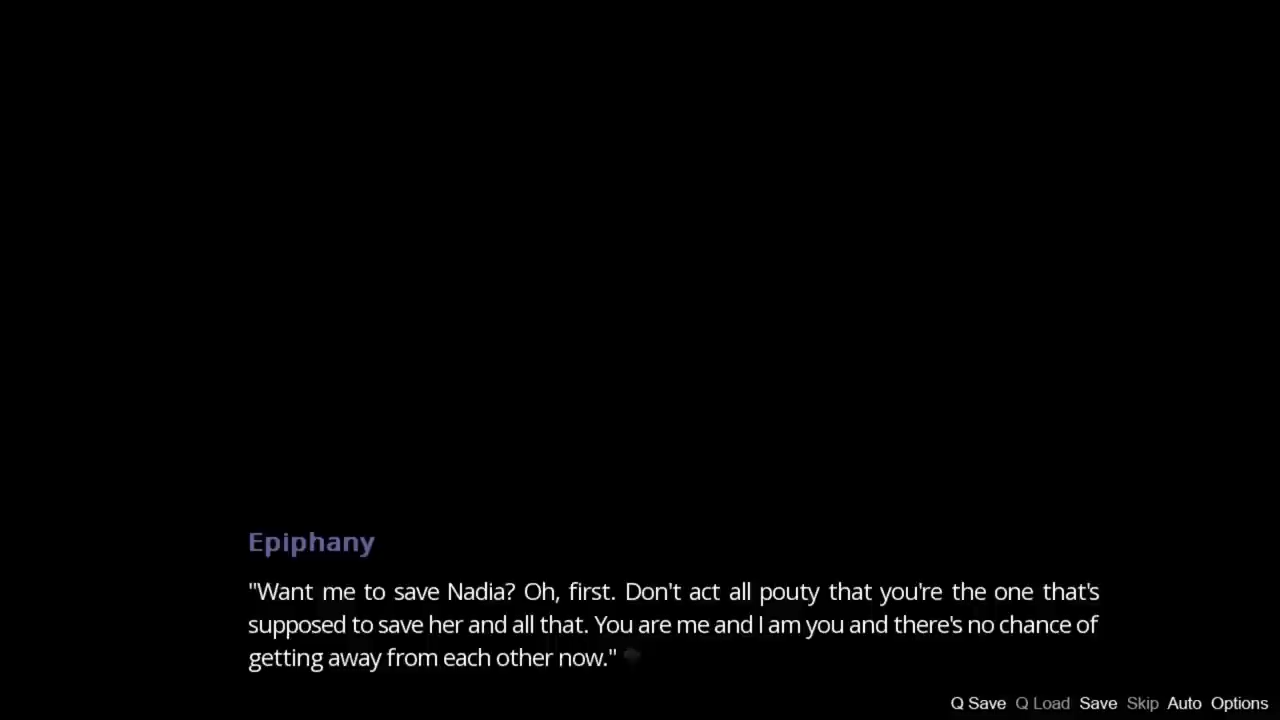 Epiphany
"Want me to save Nadia? Oh, first. Don't act all pouty that you're the one that's
supposed to save her and all that. You are me and I am you and there's no chance of
getting away from each other now."
Q Save Q Load Save Skip Auto Options